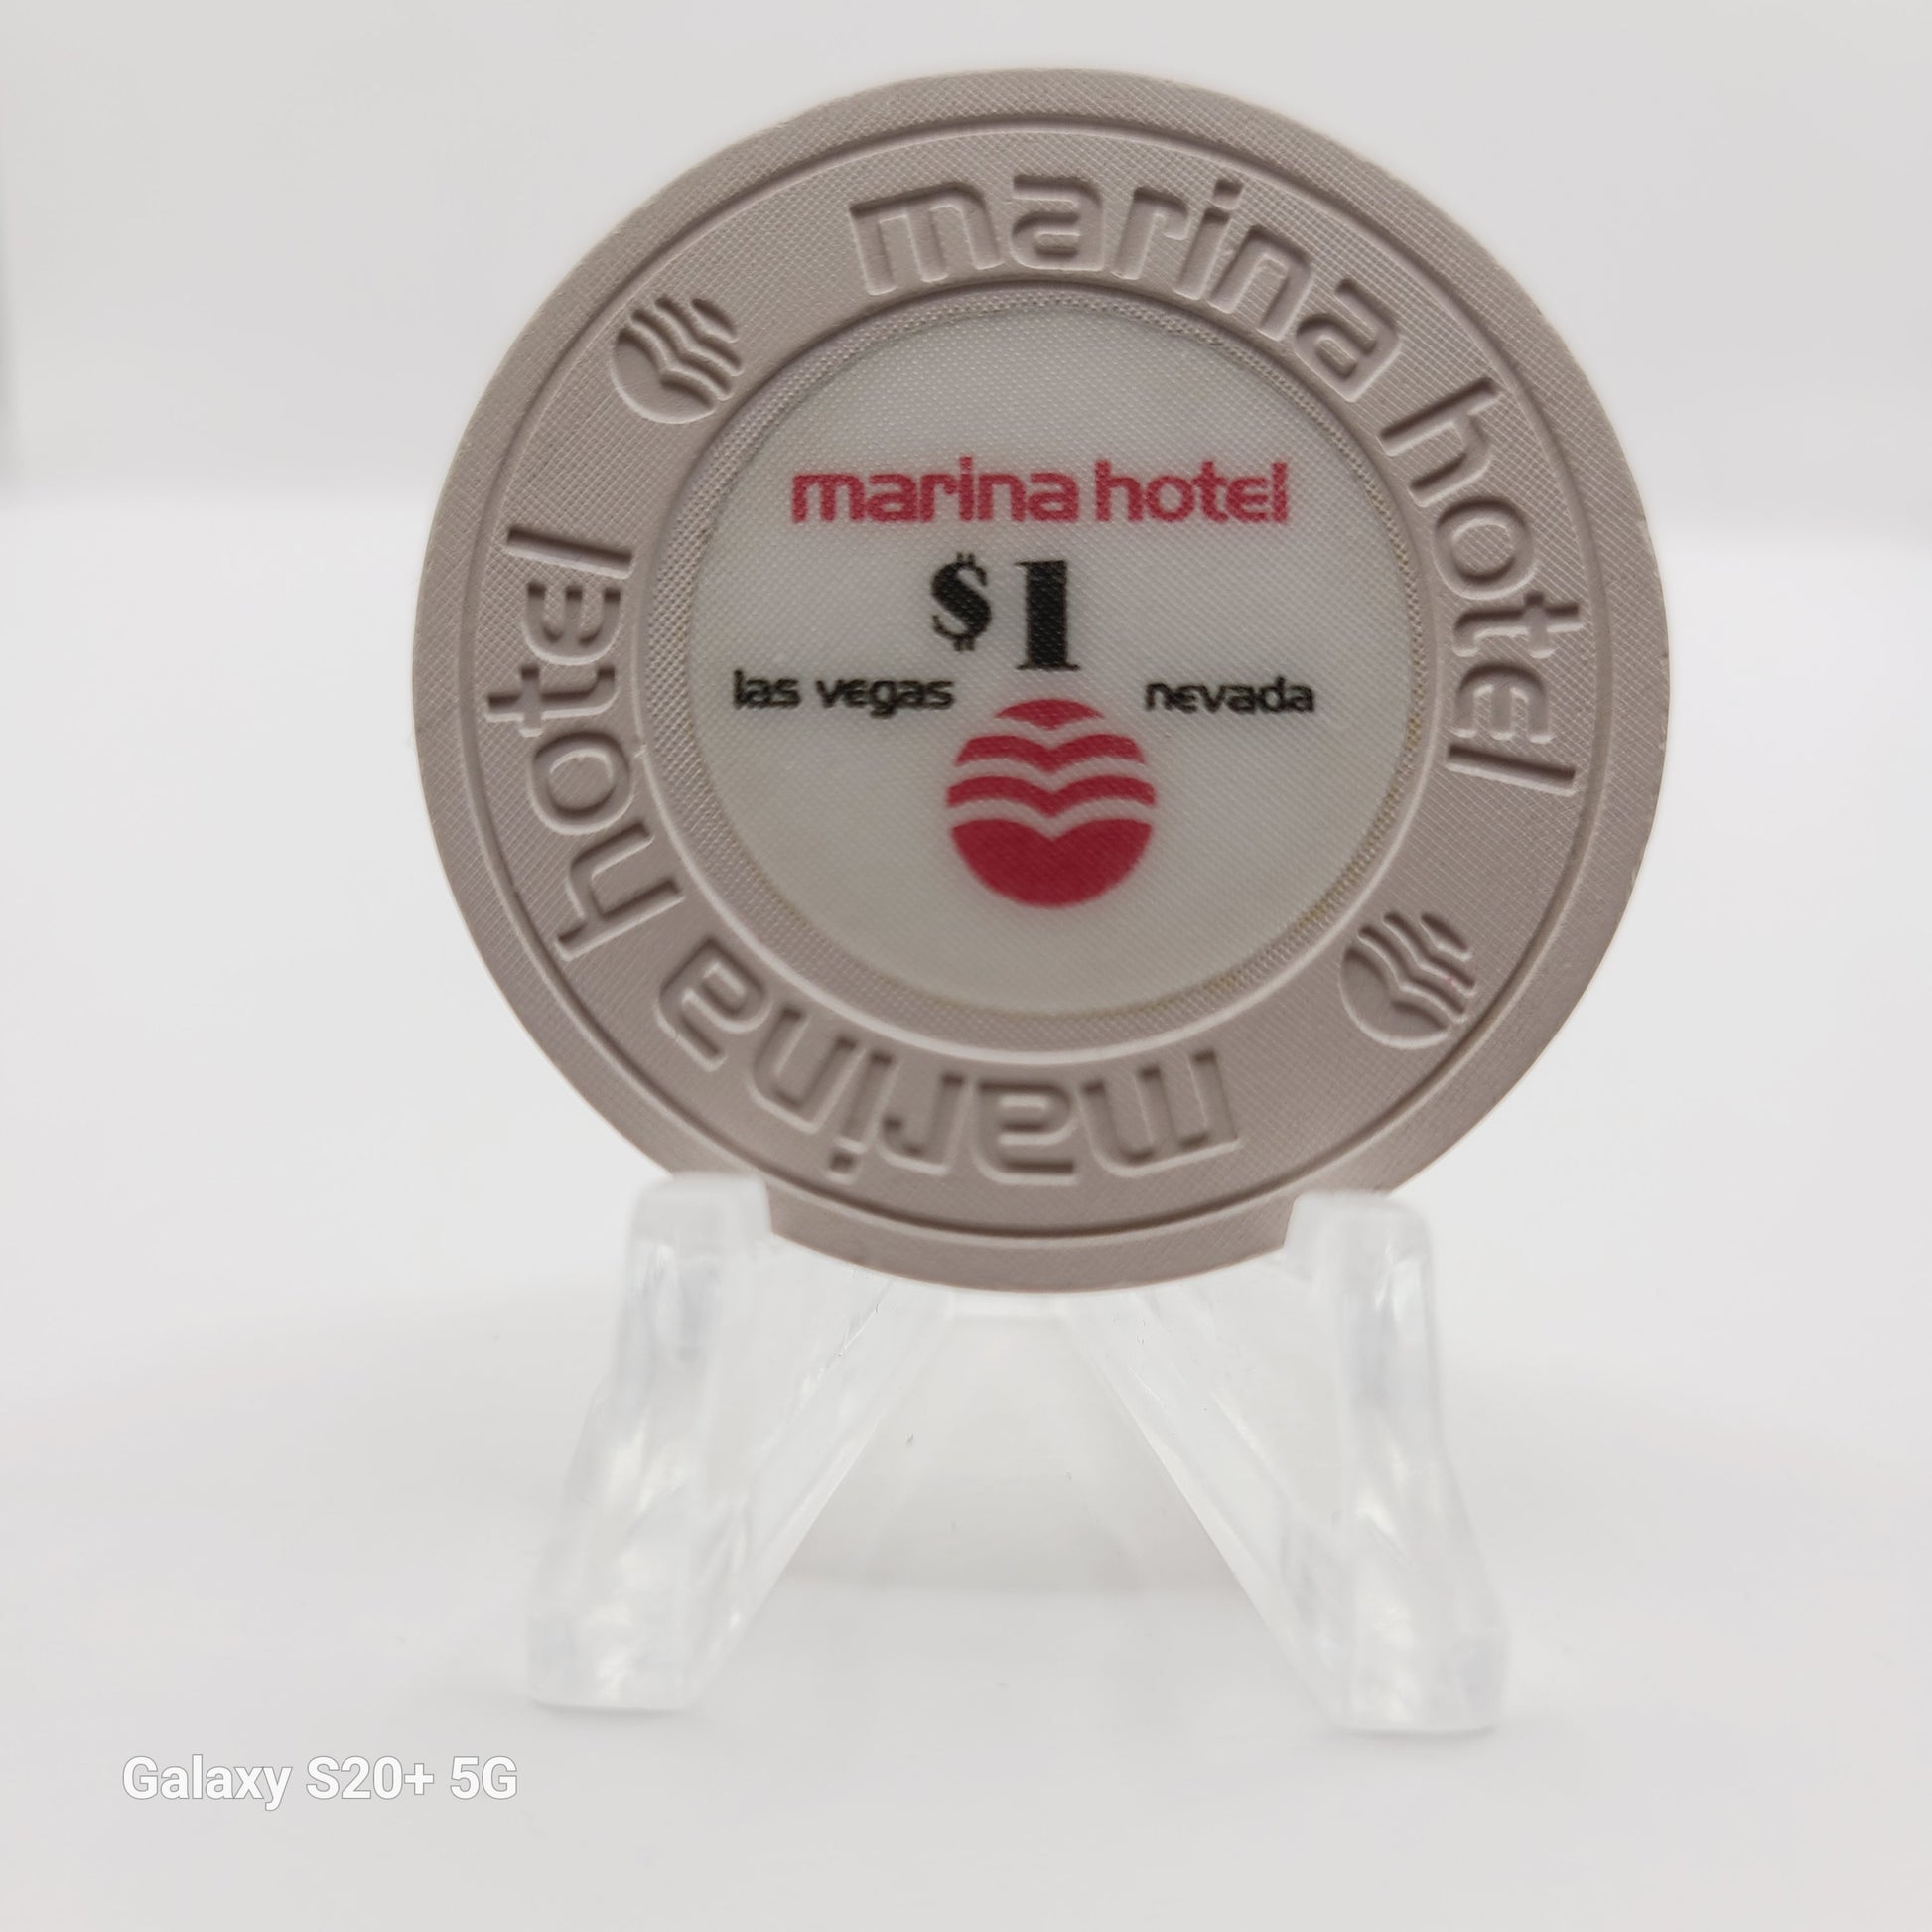 marina hotel
marina hotel
$1
las vegas nevada
marina hotel
Galaxy S20+ 5G